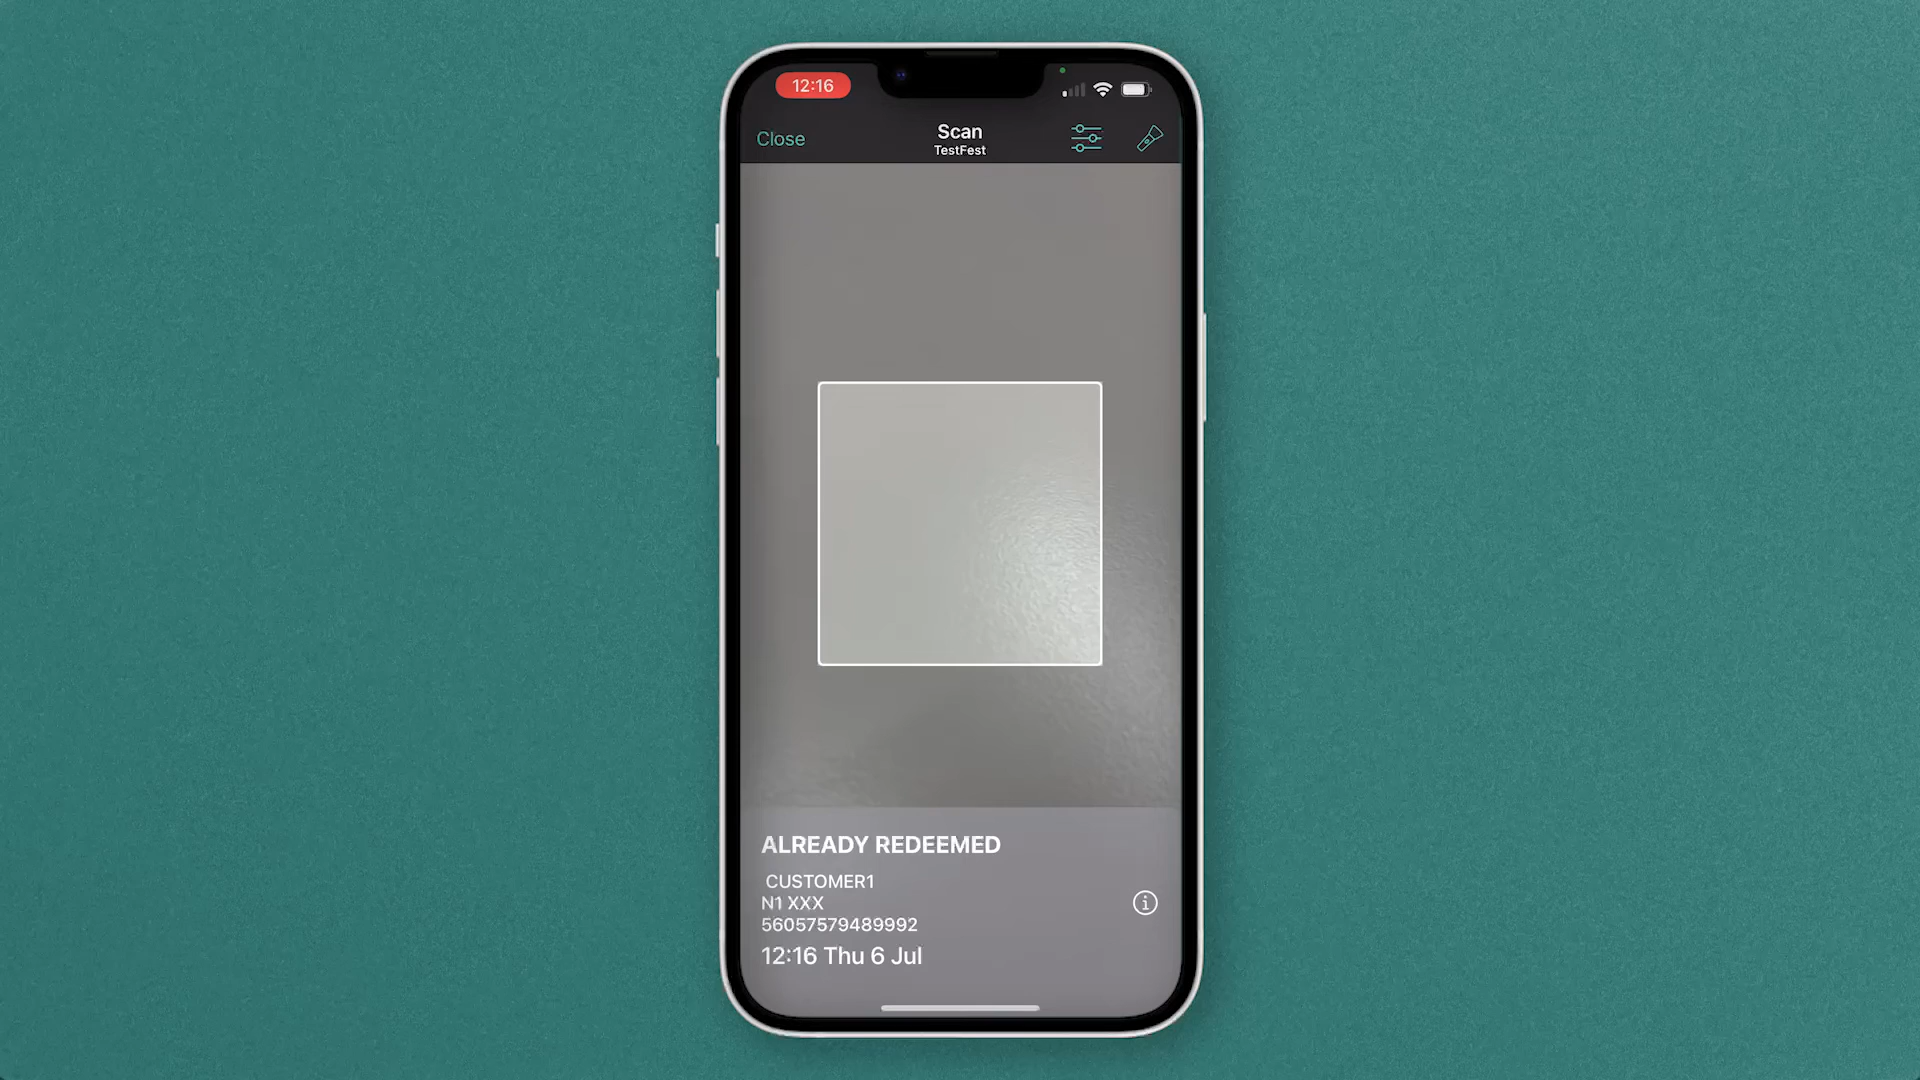 12:16
Close
Scan
TestFest
ALREADY REDEEMED
CUSTOMER1
N1 XXX
56057579489992
12:16 Thu 6 Jul